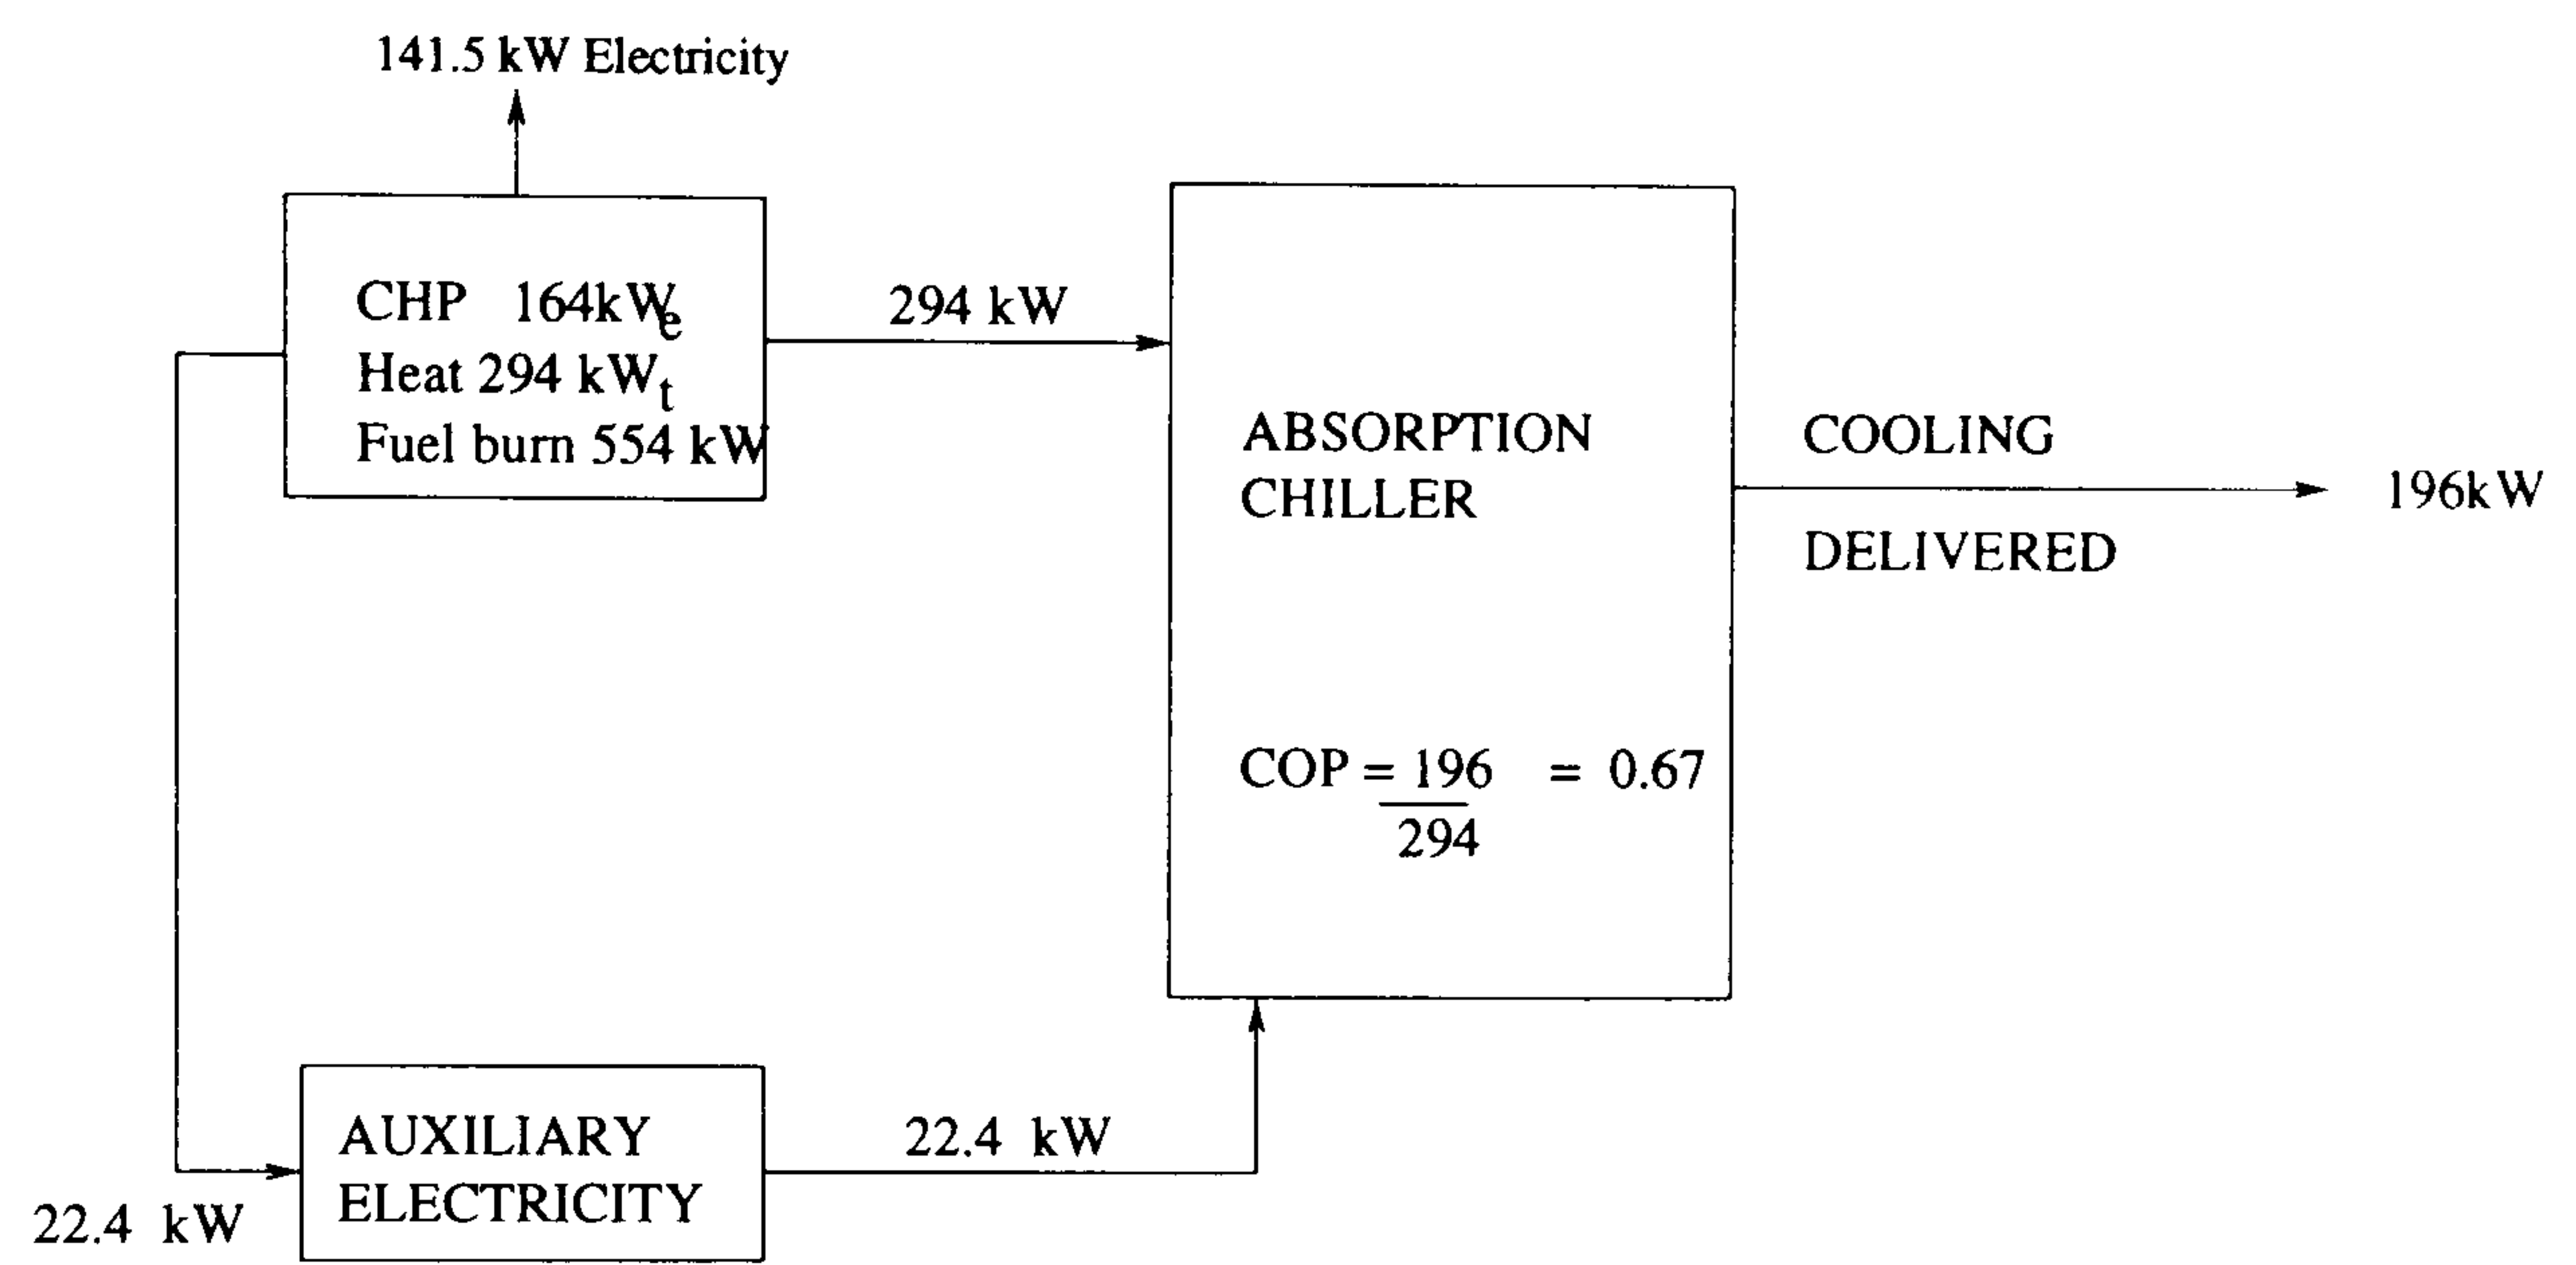 141.5 kW Electricity
CHP 164kWe
Heat 294 kWt
Fuel burn 554 kW
294 kW
ABSORPTION
CHILLER
COP = 196 = 0.67
294
COOLING
DELIVERED
196kW
AUXILIARY
ELECTRICITY
22.4 kW
22.4 kW